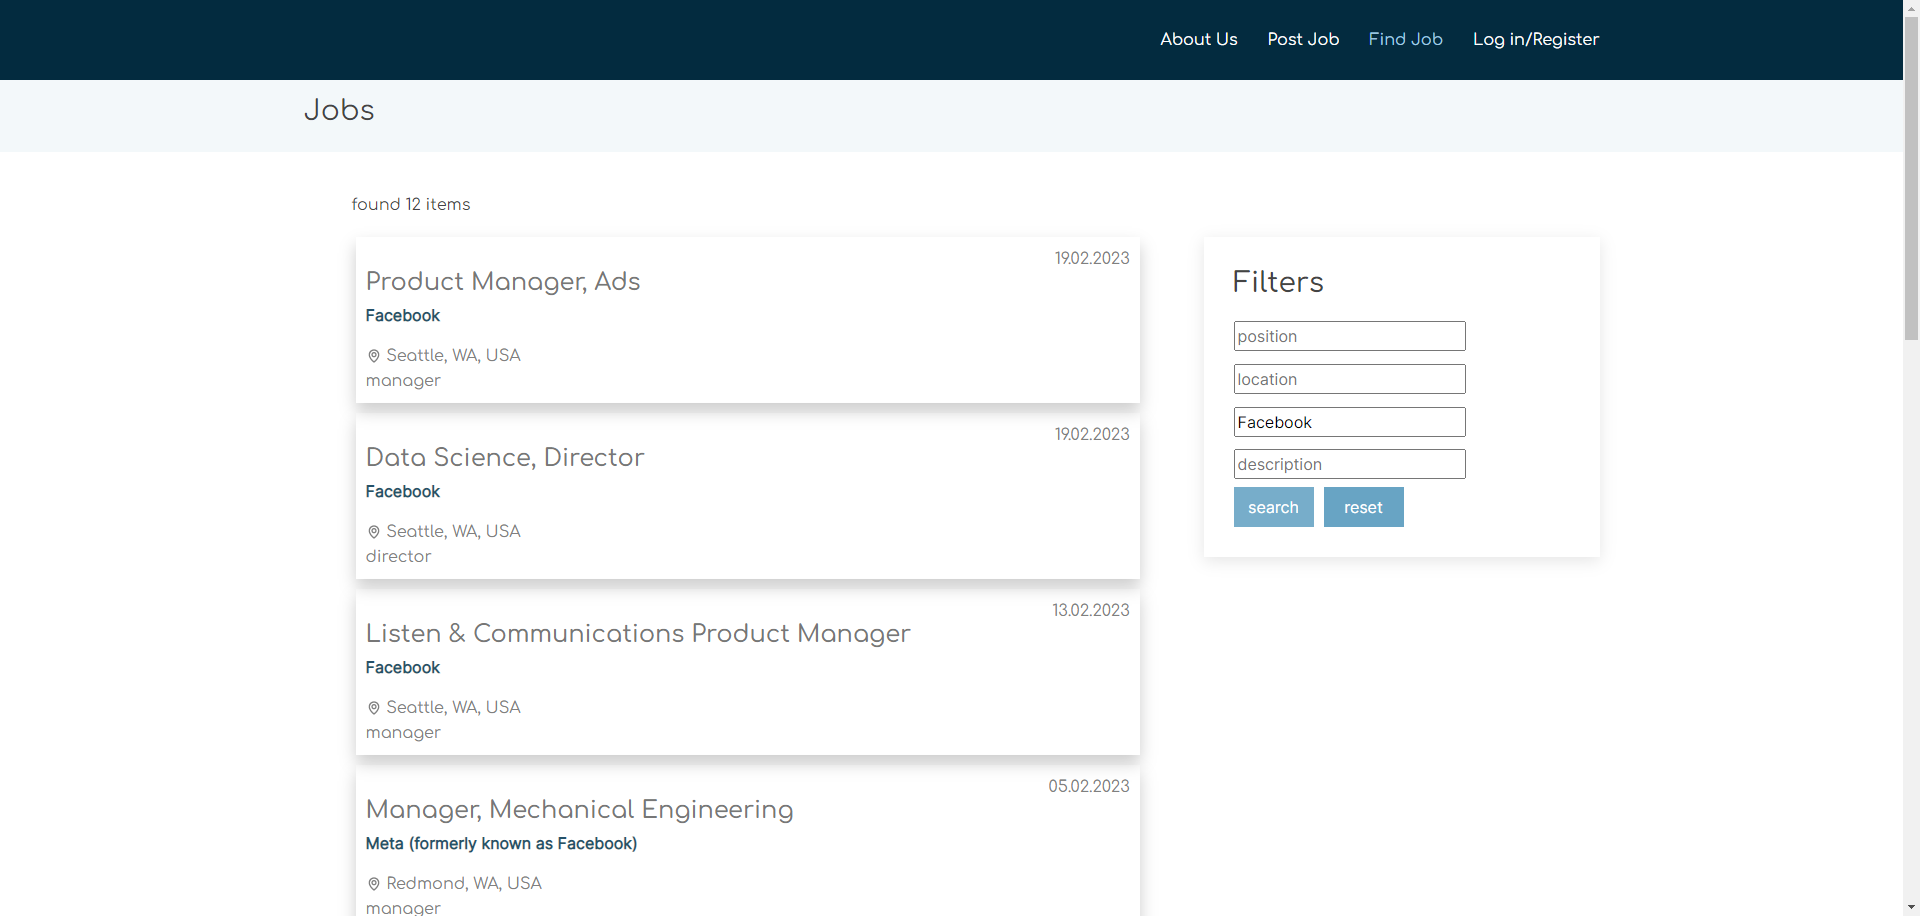 About Us
Post Job
Find Job
Log in/Register
Jobs
found 12 items
19.02.2023
Product Manager, Ads
Facebook
Seattle, WA, USA
manager
19.02.2023
Data Science, Director
Facebook
Seattle, WA, USA
director
13.02.2023
Listen & Communications Product Manager
Facebook
Seattle, WA, USA
manager
05.02.2023
Manager, Mechanical Engineering
Meta (formerly known as Facebook)
Redmond, WA, USA
manager
Filters
position
location
Facebook
description
search
reset